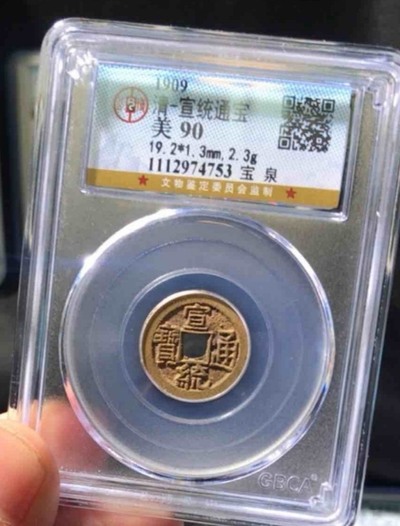 1909
清-宣统通宝
美 90
19.2*1.3mm,2.3g
1112974753 宝 泉
★ 文物鉴定委员会监制 ★
宣
寶 通
統
GBCA